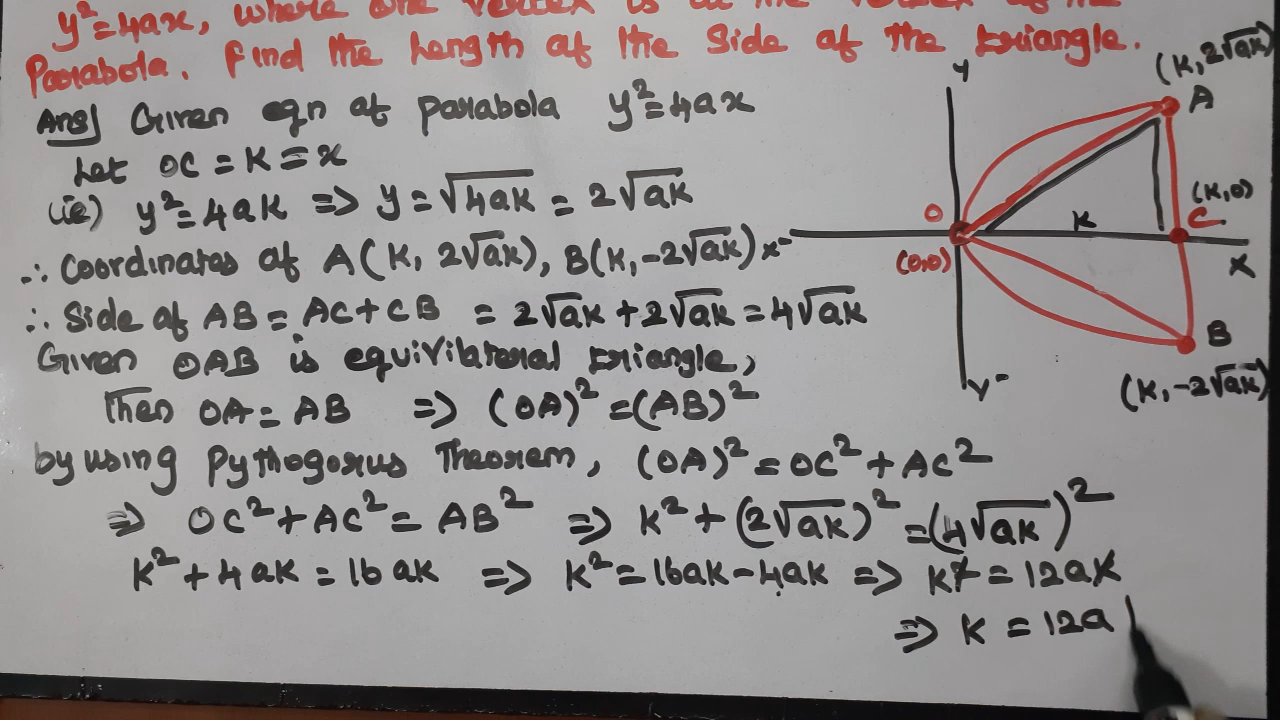 y²=4ax, where one vertex is at the vertex of the
Parabola. Find the Length of the Side of the triangle.
Ans] Given eqn of parabola y²=4ax
Let OC = K = x
(ie) y²=4ak => y = √4ak = 2√ak
∴ Coordinates of A(K, 2√ak), B(K,-2√ak)
∴ Side of AB = AC+CB = 2√ak + 2√ak = 4√ak
Given OAB is equivilateral triangle,
Then OA = AB => (OA)² = (AB)²
by using Pythogorus Theorem, (OA)² = OC² + AC²
=> OC² + AC² = AB² => K² + (2√ak)² = (4√ak)²
K² + 4ak = 16ak => K² = 16ak - 4ak => K² = 12ak
=> K = 12a
Y
(K, 2√ak)
A
(K,0)
O
K
C
(0,0)
x⁻
X
B
Y⁻
(K,-2√ak)